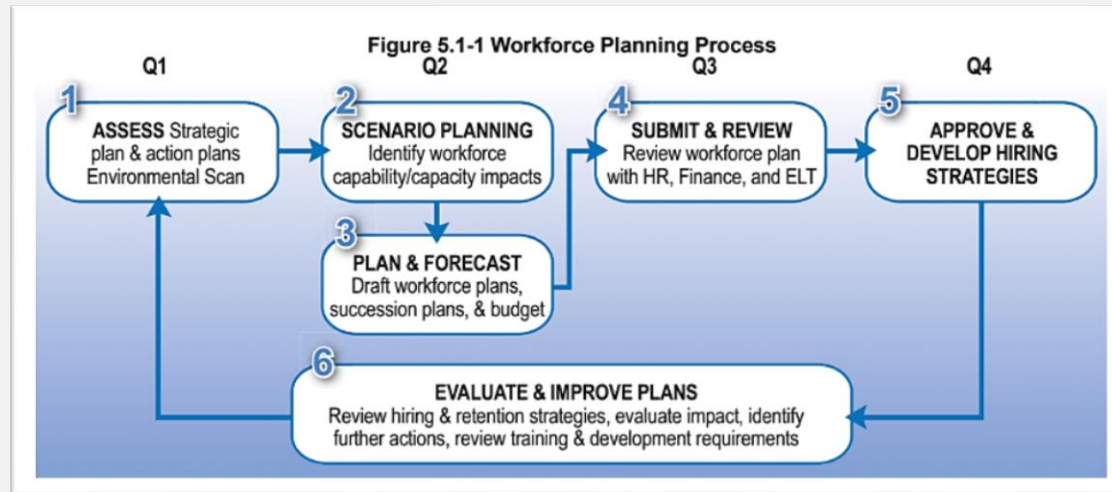 Figure 5.1-1 Workforce Planning Process
Q1
Q2
Q3
Q4
1
ASSESS Strategic
plan & action plans
Environmental Scan
2
SCENARIO PLANNING
Identify workforce
capability/capacity impacts
3
PLAN & FORECAST
Draft workforce plans,
succession plans, & budget
4
SUBMIT & REVIEW
Review workforce plan
with HR, Finance, and ELT
5
APPROVE &
DEVELOP HIRING
STRATEGIES
6
EVALUATE & IMPROVE PLANS
Review hiring & retention strategies, evaluate impact, identify
further actions, review training & development requirements